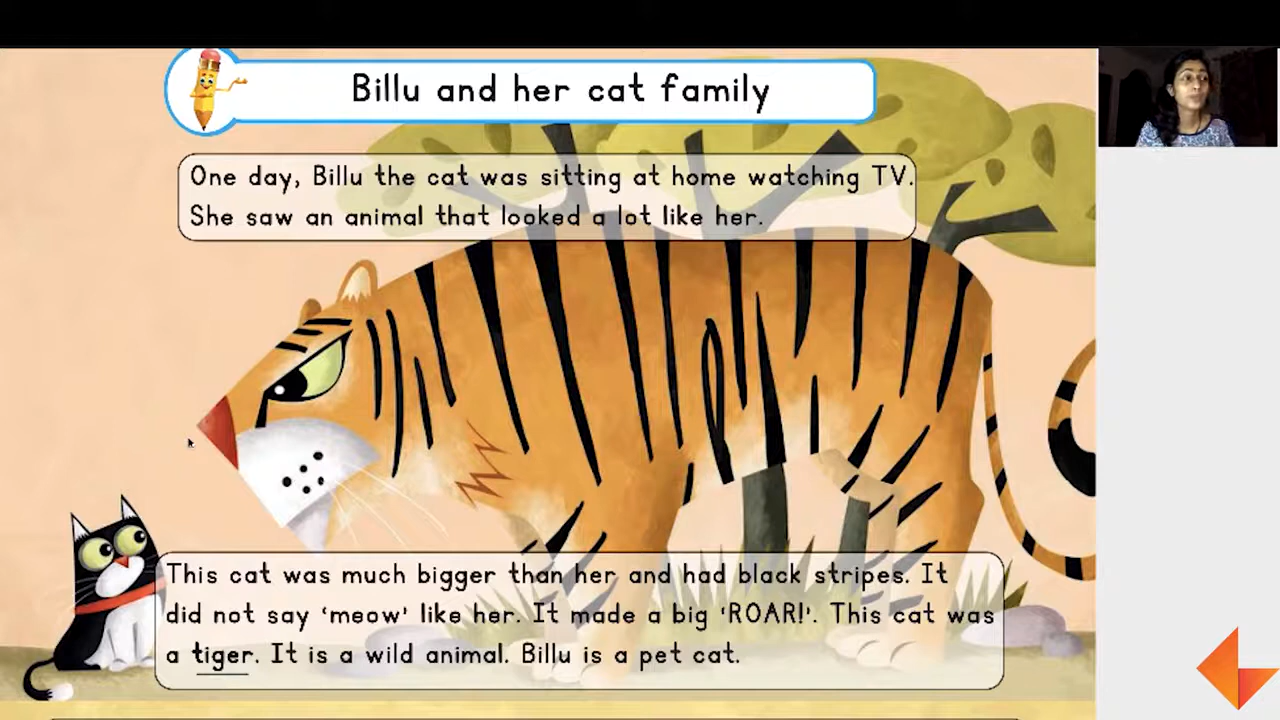 Billu and her cat family
One day, Billu the cat was sitting at home watching TV.
She saw an animal that looked a lot like her.
This cat was much bigger than her and had black stripes. It
did not say ‘meow’ like her. It made a big ‘ROAR!’. This cat was
a tiger. It is a wild animal. Billu is a pet cat.